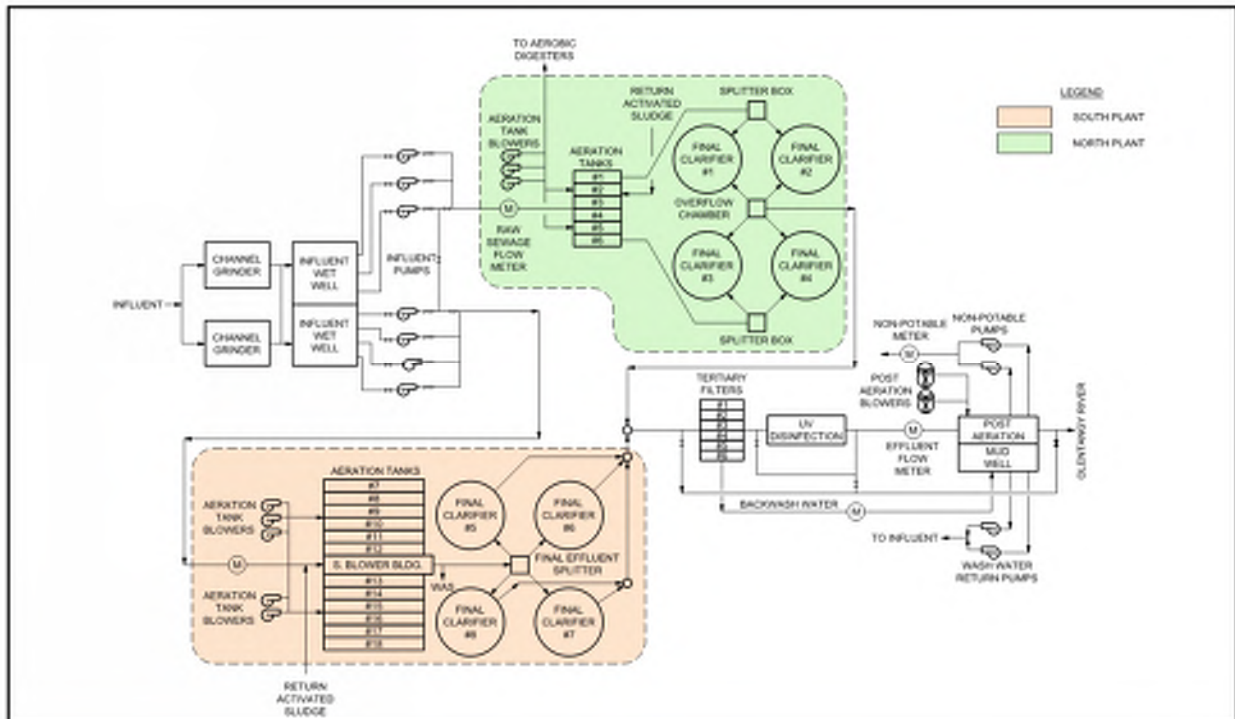 TO AEROBIC
DIGESTERS
LEGEND
SOUTH PLANT
NORTH PLANT
RETURN
ACTIVATED
SLUDGE
SPLITTER BOX
AERATION
TANK
BLOWERS
AERATION
TANKS
#1
#2
#3
#4
#5
#6
FINAL
CLARIFIER
#1
FINAL
CLARIFIER
#2
OVERFLOW
CHAMBER
M
RAW
SEWAGE
FLOW
METER
FINAL
CLARIFIER
#3
FINAL
CLARIFIER
#4
SPLITTER BOX
INFLUENT
CHANNEL
GRINDER
CHANNEL
GRINDER
INFLUENT
WET
WELL
INFLUENT
WET
WELL
INFLUENT
PUMPS
NON-POTABLE
METER
M
NON-POTABLE
PUMPS
POST
AERATION
BLOWERS
TERTIARY
FILTERS
#1
#2
#3
UV
DISINFECTION
M
EFFLUENT
FLOW
METER
POST
AERATION
MUD
WELL
OLENTANGY RIVER
BACKWASH WATER
M
TO INFLUENT
WASH WATER
RETURN PUMPS
AERATION TANKS
#7
#8
#9
#10
#11
#12
S. BLOWER BLDG.
#13
#14
#15
#16
#17
#18
AERATION
TANK
BLOWERS
M
AERATION
TANK
BLOWERS
WAS
FINAL
CLARIFIER
#5
FINAL
CLARIFIER
#6
FINAL EFFLUENT
SPLITTER
FINAL
CLARIFIER
#8
FINAL
CLARIFIER
#7
RETURN
ACTIVATED
SLUDGE